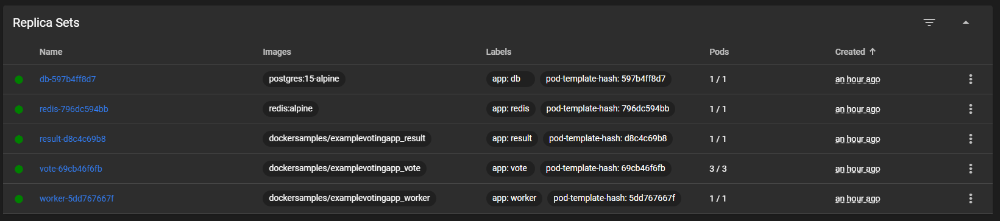 Replica Sets
Name Images Labels Pods Created
db-597b4ff8d7 postgres:15-alpine app: db pod-template-hash: 597b4ff8d7 1 / 1 an hour ago
redis-796dc594bb redis:alpine app: redis pod-template-hash: 796dc594bb 1 / 1 an hour ago
result-d8c4c69b8 dockersamples/examplevotingapp_result app: result pod-template-hash: d8c4c69b8 1 / 1 an hour ago
vote-69cb46f6fb dockersamples/examplevotingapp_vote app: vote pod-template-hash: 69cb46f6fb 3 / 3 an hour ago
worker-5dd767667f dockersamples/examplevotingapp_worker app: worker pod-template-hash: 5dd767667f 1 / 1 an hour ago